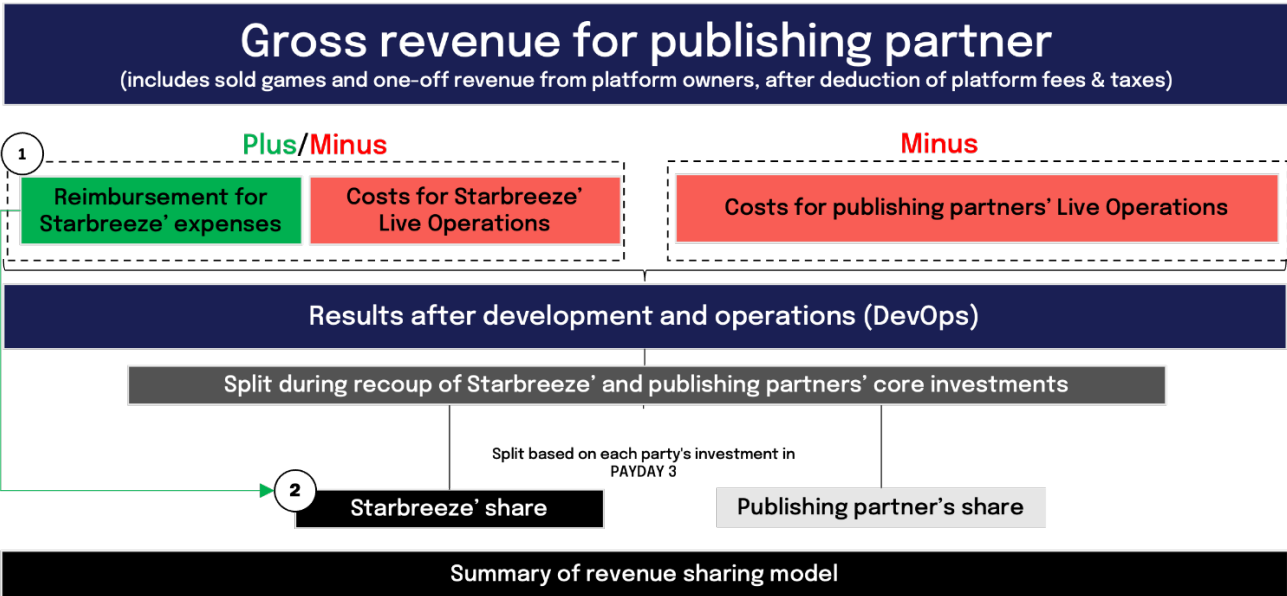 Gross revenue for publishing partner
(includes sold games and one-off revenue from platform owners, after deduction of platform fees & taxes)
1
Plus/Minus
Minus
Reimbursement for
Starbreeze' expenses
Costs for Starbreeze'
Live Operations
Costs for publishing partners' Live Operations
Results after development and operations (DevOps)
Split during recoup of Starbreeze' and publishing partners' core investments
Split based on each party's investment in
PAYDAY 3
2
Starbreeze' share
Publishing partner's share
Summary of revenue sharing model